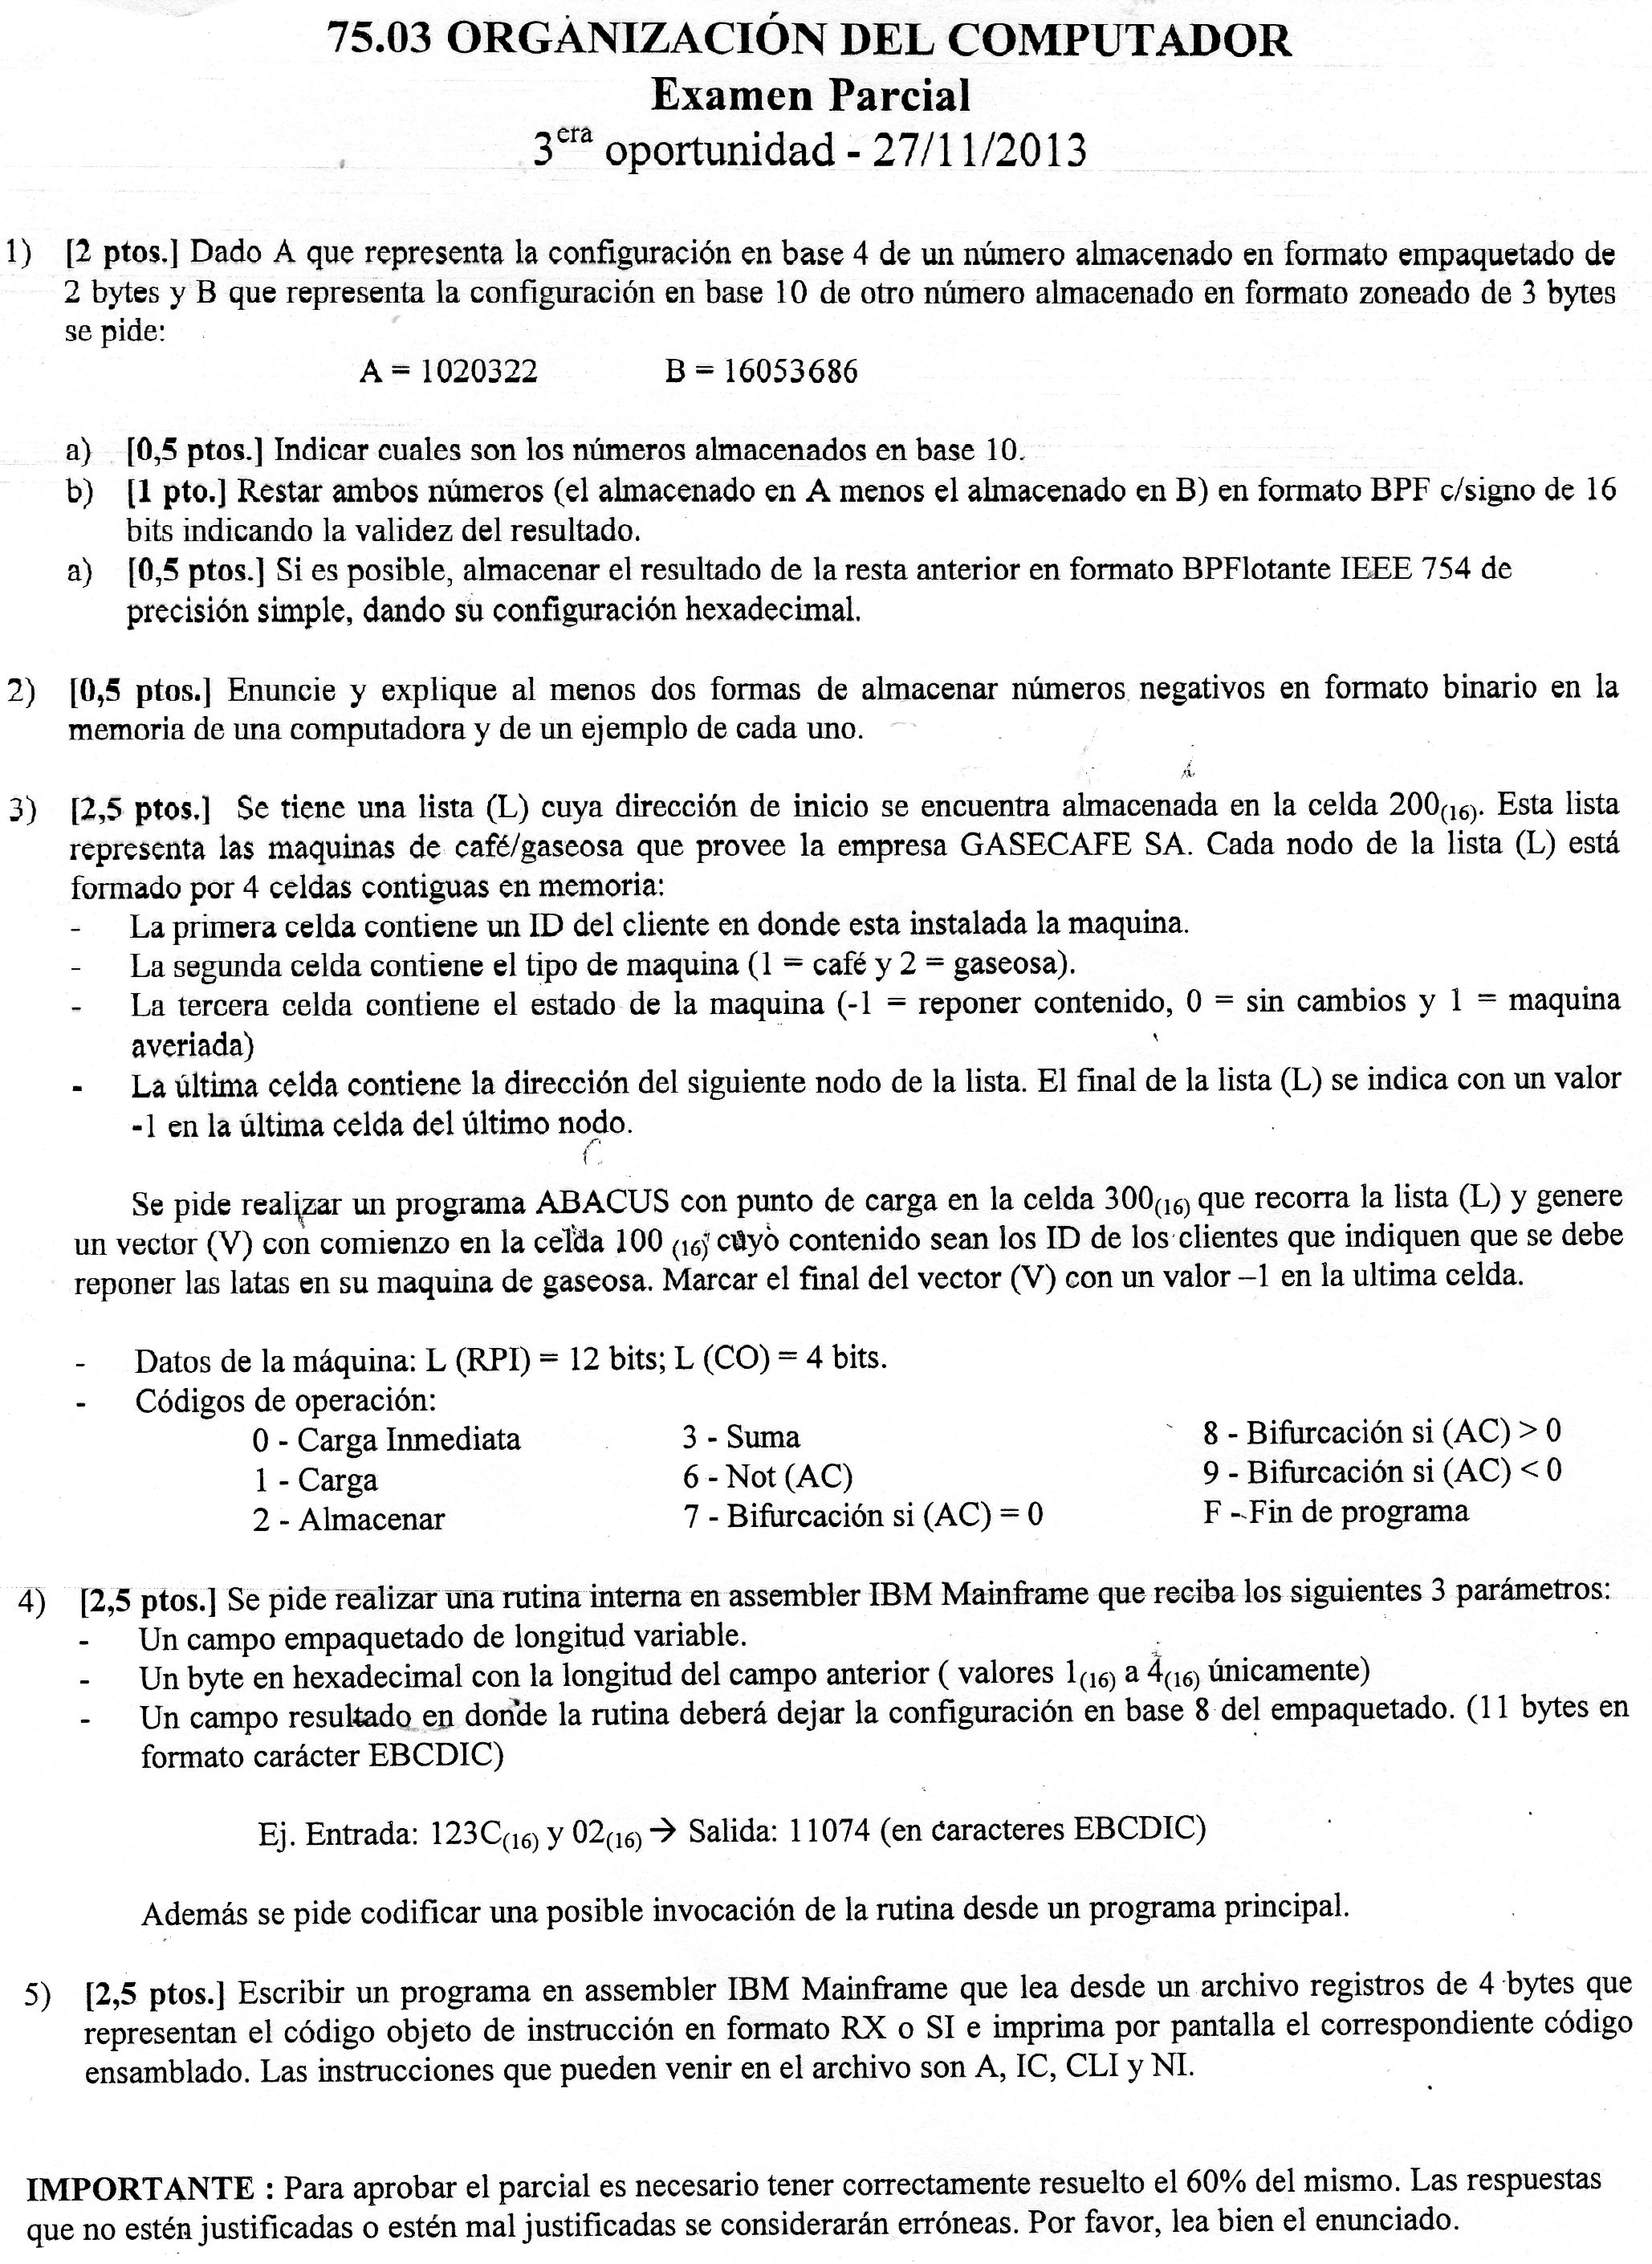 75.03 ORGANIZACIÓN DEL COMPUTADOR
Examen Parcial
3era oportunidad - 27/11/2013
1) [2 ptos.] Dado A que representa la configuración en base 4 de un número almacenado en formato empaquetado de
2 bytes y B que representa la configuración en base 10 de otro número almacenado en formato zoneado de 3 bytes
se pide:
A = 1020322 B = 16053686
a) [0,5 ptos.] Indicar cuales son los números almacenados en base 10.
b) [1 pto.] Restar ambos números (el almacenado en A menos el almacenado en B) en formato BPF c/signo de 16
bits indicando la validez del resultado.
a) [0,5 ptos.] Si es posible, almacenar el resultado de la resta anterior en formato BPFlotante IEEE 754 de
precisión simple, dando su configuración hexadecimal.
2) [0,5 ptos.] Enuncie y explique al menos dos formas de almacenar números negativos en formato binario en la
memoria de una computadora y de un ejemplo de cada uno.
3) [2,5 ptos.] Se tiene una lista (L) cuya dirección de inicio se encuentra almacenada en la celda 200(16). Esta lista
representa las maquinas de café/gaseosa que provee la empresa GASECAFE SA. Cada nodo de la lista (L) está
formado por 4 celdas contiguas en memoria:
- La primera celda contiene un ID del cliente en donde esta instalada la maquina.
- La segunda celda contiene el tipo de maquina (1 = café y 2 = gaseosa).
- La tercera celda contiene el estado de la maquina (-1 = reponer contenido, 0 = sin cambios y 1 = maquina
averiada)
- La última celda contiene la dirección del siguiente nodo de la lista. El final de la lista (L) se indica con un valor
-1 en la última celda del último nodo.
Se pide realizar un programa ABACUS con punto de carga en la celda 300(16) que recorra la lista (L) y genere
un vector (V) con comienzo en la celda 100 (16) cuyo contenido sean los ID de los clientes que indiquen que se debe
reponer las latas en su maquina de gaseosa. Marcar el final del vector (V) con un valor –1 en la ultima celda.
- Datos de la máquina: L (RPI) = 12 bits; L (CO) = 4 bits.
- Códigos de operación:
0 - Carga Inmediata 3 - Suma 8 - Bifurcación si (AC) > 0
1 - Carga 6 - Not (AC) 9 - Bifurcación si (AC) < 0
2 - Almacenar 7 - Bifurcación si (AC) = 0 F - Fin de programa
4) [2,5 ptos.] Se pide realizar una rutina interna en assembler IBM Mainframe que reciba los siguientes 3 parámetros:
- Un campo empaquetado de longitud variable.
- Un byte en hexadecimal con la longitud del campo anterior ( valores 1(16) a 4(16) únicamente)
- Un campo resultado en donde la rutina deberá dejar la configuración en base 8 del empaquetado. (11 bytes en
formato carácter EBCDIC)
Ej. Entrada: 123C(16) y 02(16) → Salida: 11074 (en caracteres EBCDIC)
Además se pide codificar una posible invocación de la rutina desde un programa principal.
5) [2,5 ptos.] Escribir un programa en assembler IBM Mainframe que lea desde un archivo registros de 4 bytes que
representan el código objeto de instrucción en formato RX o SI e imprima por pantalla el correspondiente código
ensamblado. Las instrucciones que pueden venir en el archivo son A, IC, CLI y NI.
IMPORTANTE : Para aprobar el parcial es necesario tener correctamente resuelto el 60% del mismo. Las respuestas
que no estén justificadas o estén mal justificadas se considerarán erróneas. Por favor, lea bien el enunciado.